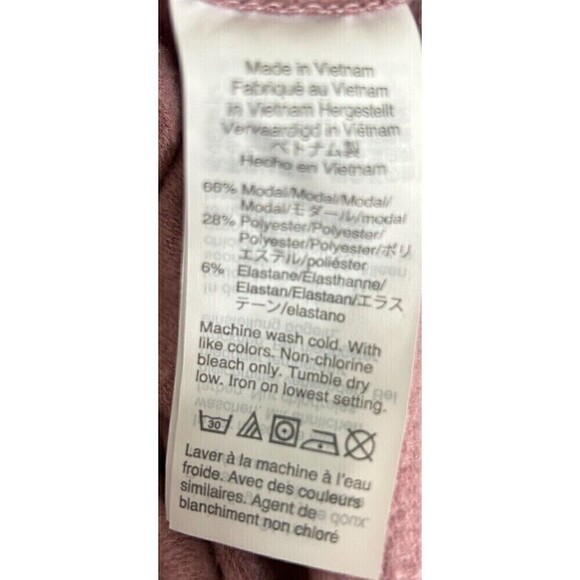 Made in Vietnam
Fabriqué au Vietnam
in Vietnam Hergestellt
Vervaardigd in Viëtnam
ベトナム製
Hecho en Vietnam
66% Modal/Modal/Modal/
Modal/モダール/modal
28% Polyester/Polyester/
Polyester/Polyester/ポリ
エステル/poliéster
6% Elastane/Élasthanne/
Elastan/Elastaan/エラス
テーン/elastano
Machine wash cold. With
like colors. Non-chlorine
bleach only. Tumble dry
low. Iron on lowest setting.
30
Laver à la machine à l'eau
froide. Avec des couleurs
similaires. Agent de
blanchiment non chloré